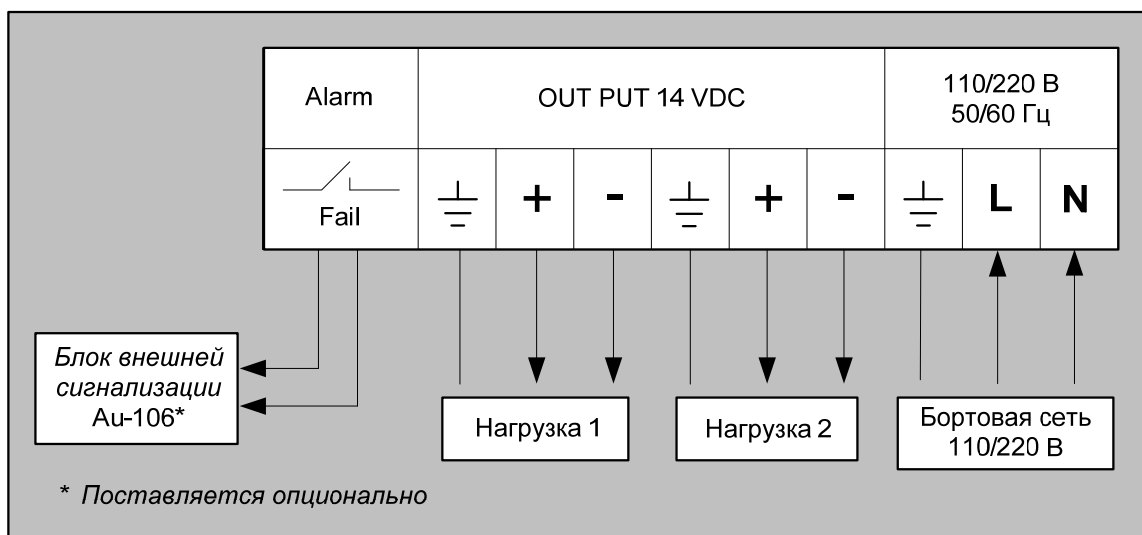 Alarm
OUT PUT 14 VDC
110/220 В
50/60 Гц
Fail
+
-
+
-
L
N
Блок внешней
сигнализации
Au-106*
Нагрузка 1
Нагрузка 2
Бортовая сеть
110/220 В
* Поставляется опционально